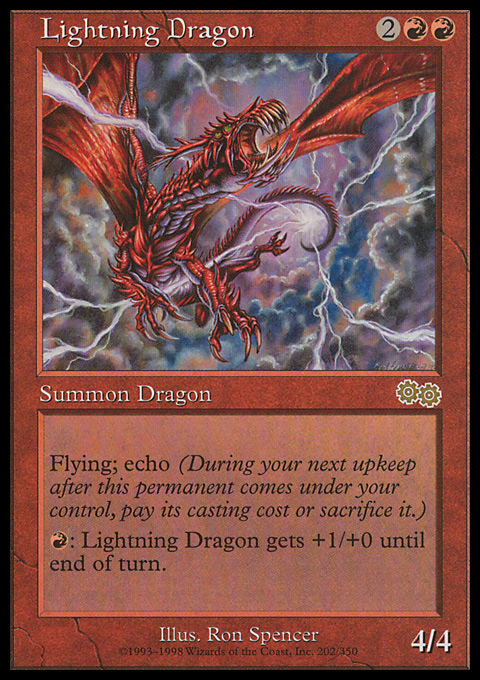 Lightning Dragon 2
Summon Dragon
Flying; echo (During your next upkeep
after this permanent comes under your
control, pay its casting cost or sacrifice it.)
: Lightning Dragon gets +1/+0 until
end of turn.
Illus. Ron Spencer
©1993-1998 Wizards of the Coast, Inc. 202/350
4/4